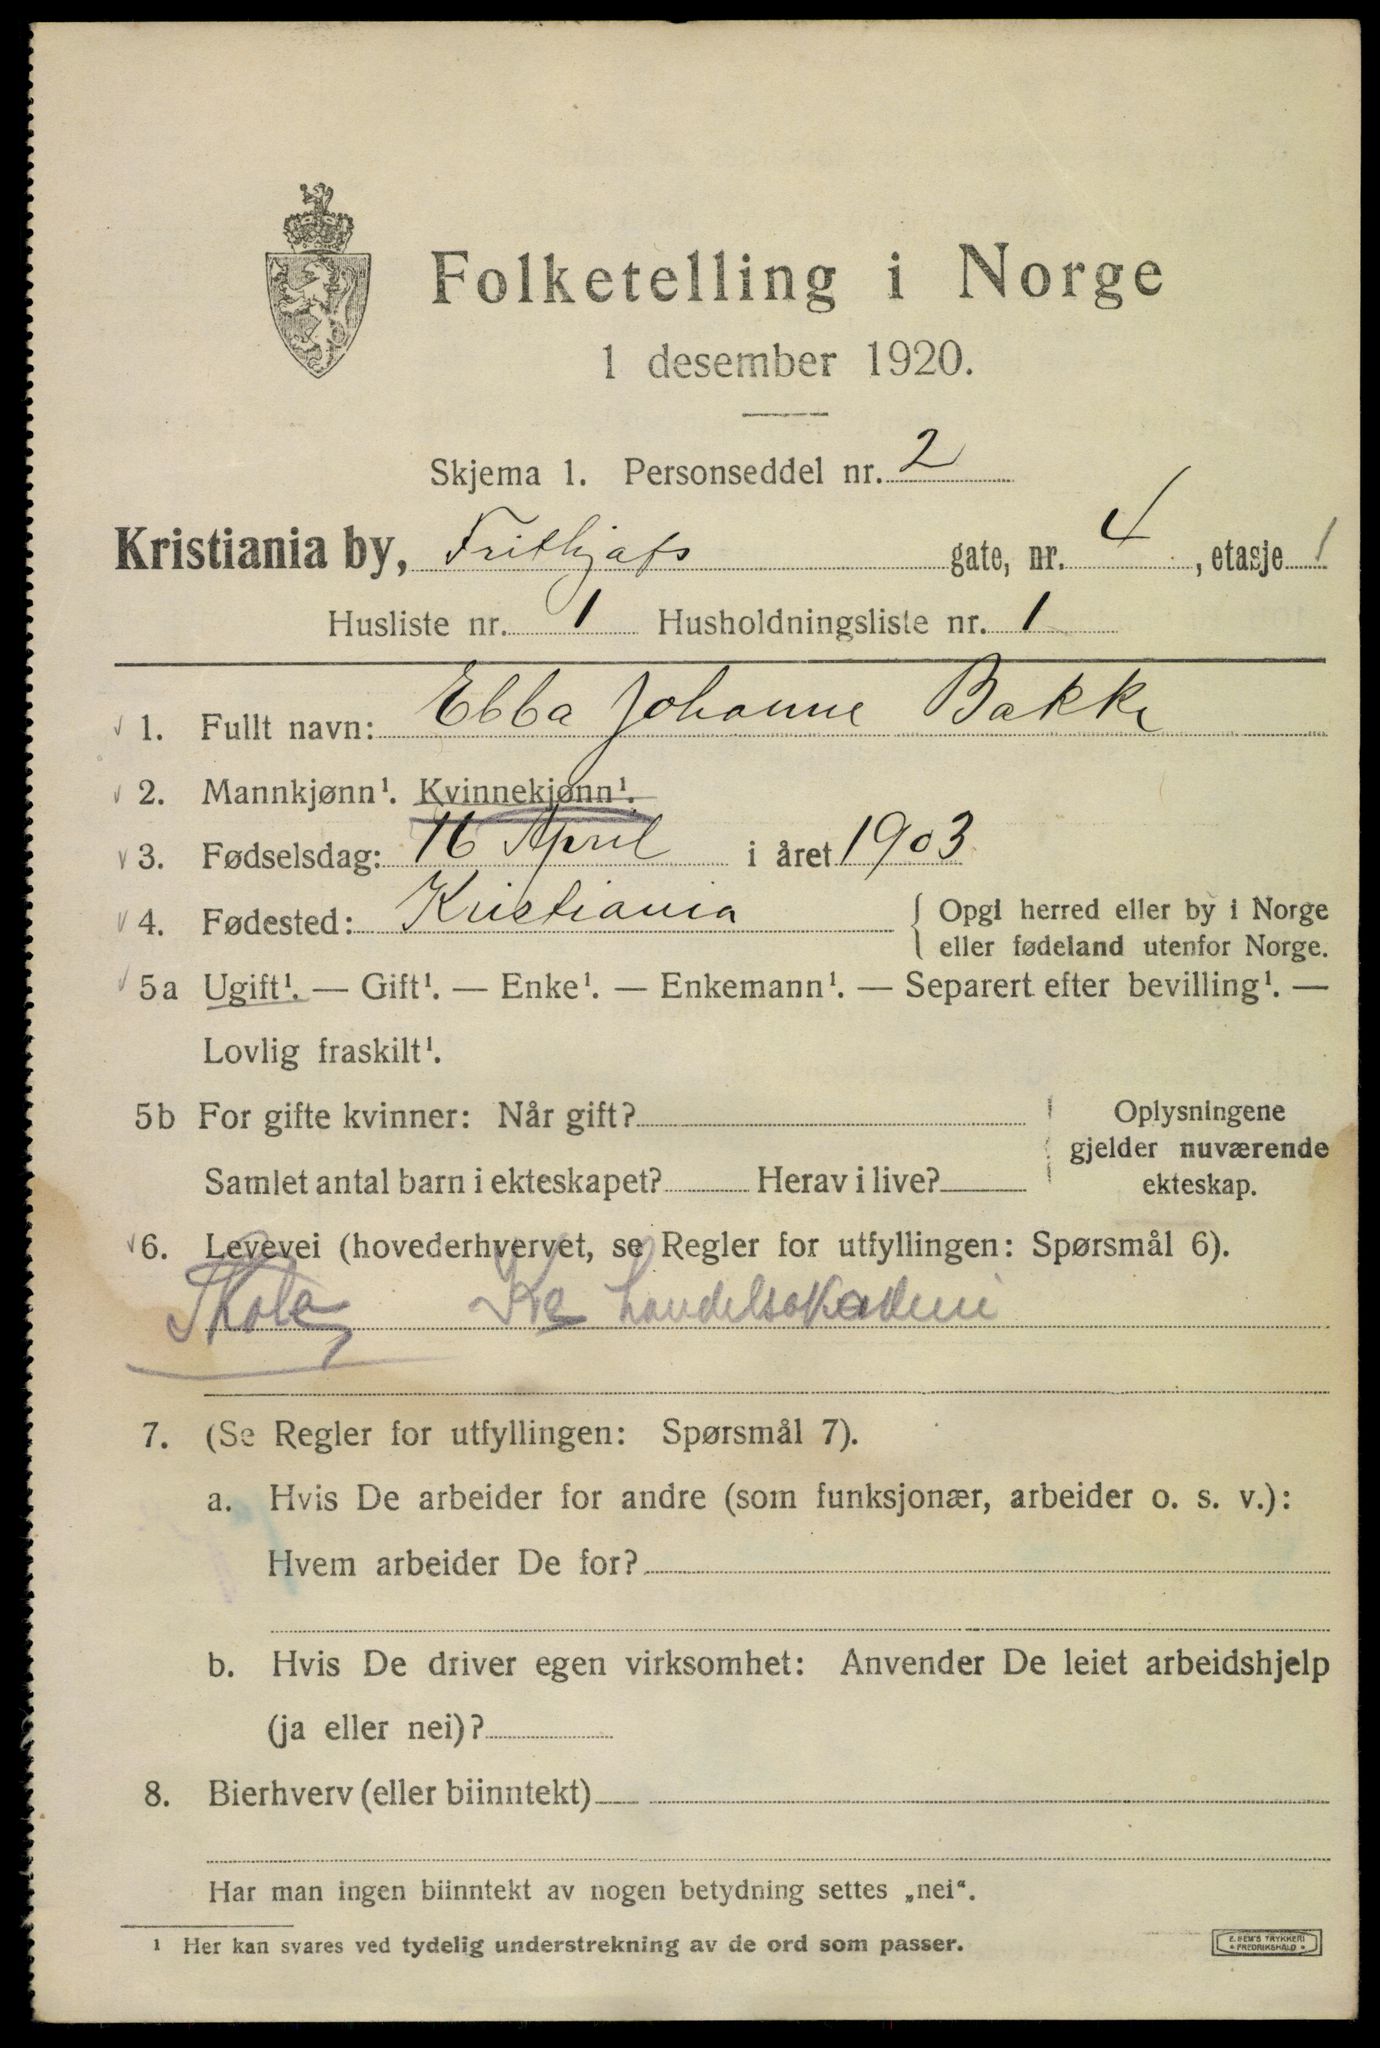 Folketelling i Norge
1 desember 1920.
Skjema 1. Personseddel nr. 2
Kristiania by, Frithjofs gate, nr. 4, etasje 1
Husliste nr. 1 Husholdningsliste nr. 1
1. Fullt navn: Ebba Johanne Bakke
2. Mannkjønn¹. Kvinnekjønn¹.
3. Fødselsdag: 16 April i året 1903
4. Fødested: Kristiania { Opgi herred eller by i Norge
eller fødeland utenfor Norge.
5a Ugift¹. — Gift¹. — Enke¹. — Enkemann¹. — Separert efter bevilling¹. —
Lovlig fraskilt¹.
5b For gifte kvinner: Når gift? Oplysningene
gjelder nuværende
Samlet antal barn i ekteskapet? Herav i live? ekteskap.
6. Levevei (hovederhvervet, se Regler for utfyllingen: Spørsmål 6).
Skole Kra handelsakademi
7. (Se Regler for utfyllingen: Spørsmål 7).
a. Hvis De arbeider for andre (som funksjonær, arbeider o. s. v.):
Hvem arbeider De for?
b. Hvis De driver egen virksomhet: Anvender De leiet arbeidshjelp
(ja eller nei)?
8. Bierhverv (eller biinntekt)
Har man ingen biinntekt av nogen betydning settes „nei“.
¹ Her kan svares ved tydelig understrekning av de ord som passer.
E. SEM'S TRYKKERI
FREDRIKSHALD